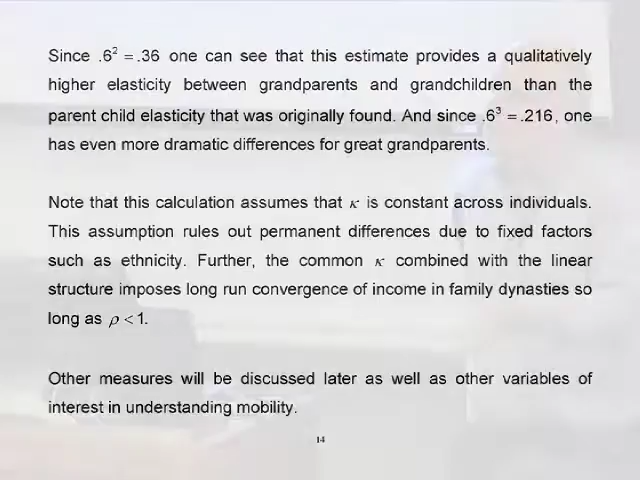 Since .6² = .36 one can see that this estimate provides a qualitatively
higher elasticity between grandparents and grandchildren than the
parent child elasticity that was originally found. And since .6³ = .216, one
has even more dramatic differences for great grandparents.
Note that this calculation assumes that κ is constant across individuals.
This assumption rules out permanent differences due to fixed factors
such as ethnicity. Further, the common κ combined with the linear
structure imposes long run convergence of income in family dynasties so
long as ρ < 1.
Other measures will be discussed later as well as other variables of
interest in understanding mobility.
14